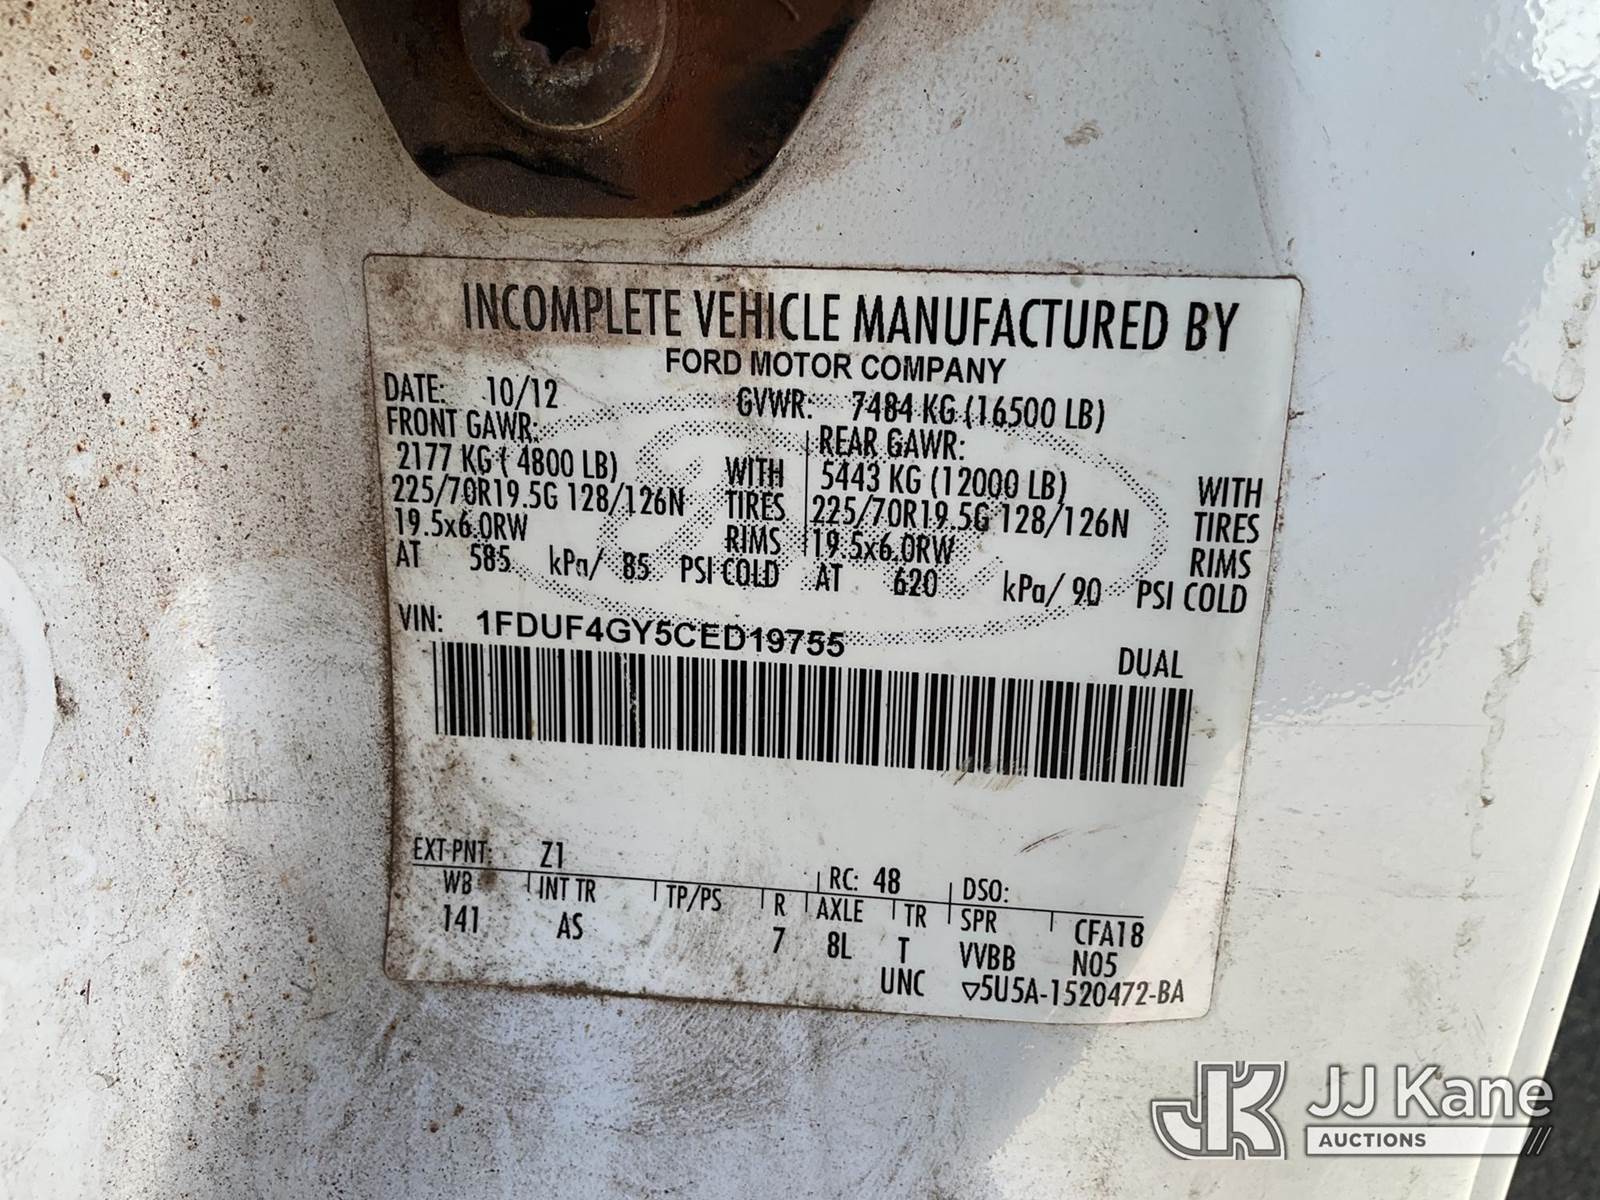 INCOMPLETE VEHICLE MANUFACTURED BY
FORD MOTOR COMPANY
DATE: 10/12 GVWR: 7484 KG (16500 LB)
FRONT GAWR: REAR GAWR:
2177 KG ( 4800 LB) WITH 5443 KG (12000 LB) WITH
225/70R19.5G 128/126N TIRES 225/70R19.5G 128/126N TIRES
19.5x6.0RW RIMS 19.5x6.0RW RIMS
AT 585 kPa/ 85 PSI COLD AT 620 kPa/ 90 PSI COLD
VIN: 1FDUF4GY5CED19755
DUAL
EXT PNT: Z1 RC: 48 DSO:
WB INT TR TP/PS R AXLE TR SPR CFA18
141 AS 7 8L T VVBB N05
UNC ▽5U5A-1520472-BA
JK JJ Kane
AUCTIONS